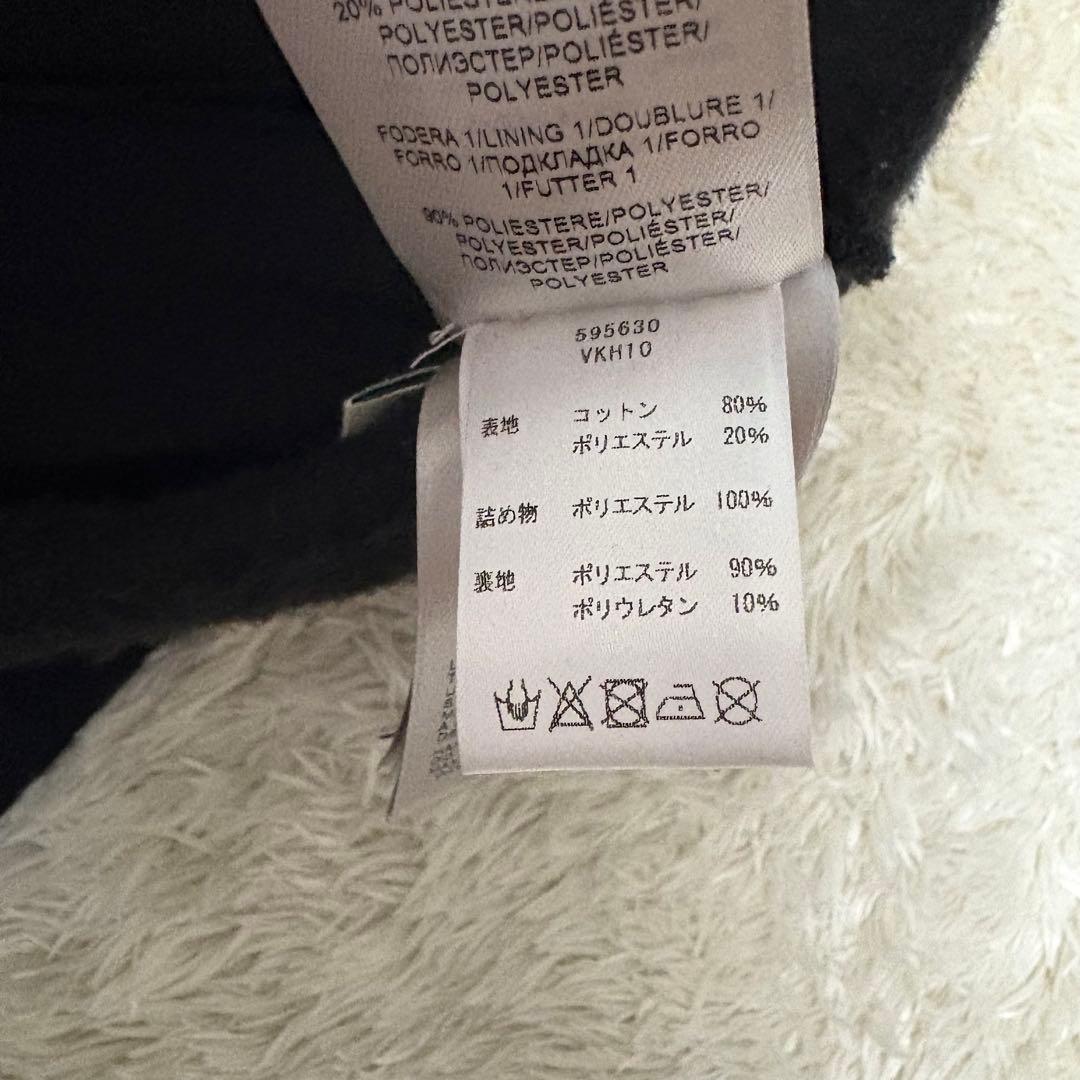 20% POLIESTERE/
POLYESTER/POLIÉSTER/
ПОЛИЭСТЕР/POLIÉSTER/
POLYESTER
FODERA 1/LINING 1/DOUBLURE 1/
FORRO 1/ПОДКЛАДКА 1/FORRO
1/FUTTER 1
90% POLIESTERE/POLYESTER/
POLYESTER/POLIÉSTER/
ПОЛИЭСТЕР/POLIÉSTER/
POLYESTER
595630
VKH10
表地 コットン 80%
ポリエステル 20%
詰め物 ポリエステル 100%
裏地 ポリエステル 90%
ポリウレタン 10%